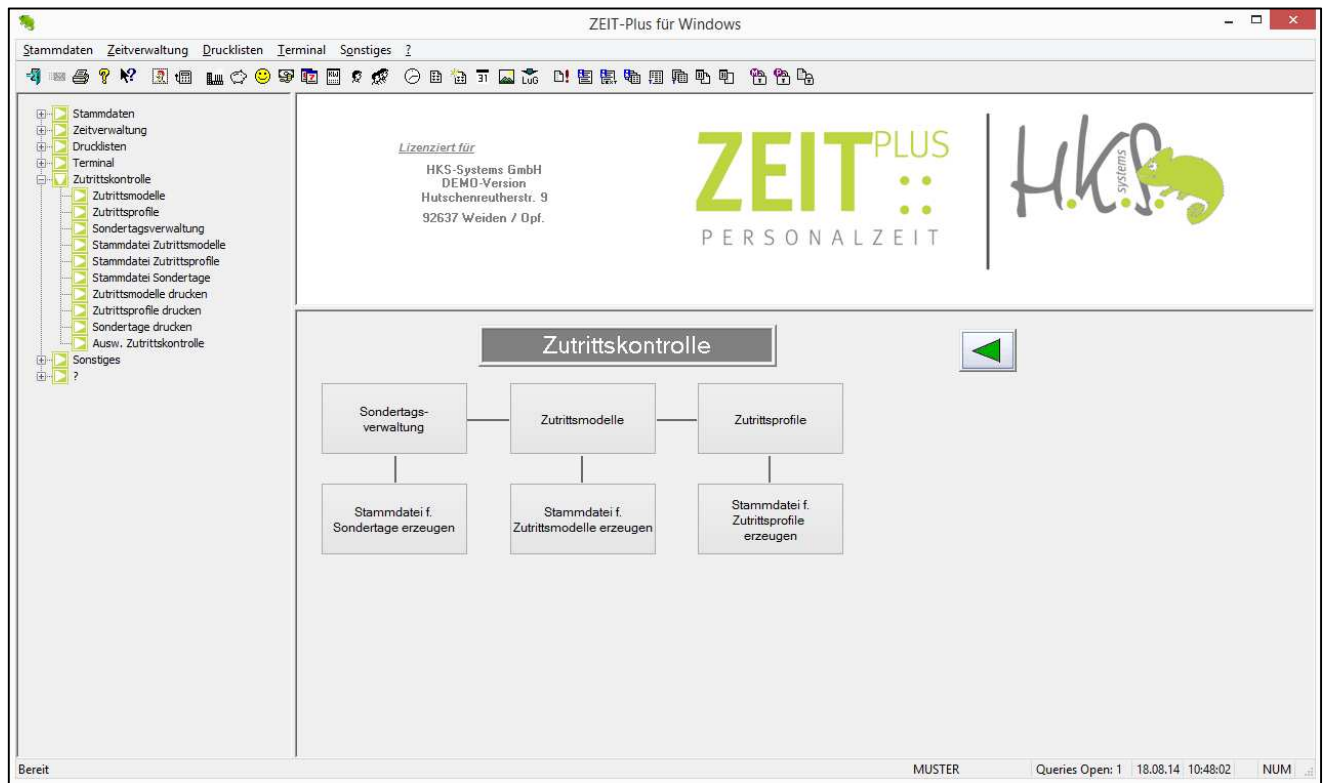 ZEIT-Plus für Windows
Stammdaten Zeitverwaltung Drucklisten Terminal Sonstiges ?
31 LuG
Stammdaten
Zeitverwaltung
Drucklisten
Terminal
Zutrittskontrolle
Zutrittsmodelle
Zutrittsprofile
Sondertagsverwaltung
Stammdatei Zutrittsmodelle
Stammdatei Zutrittsprofile
Stammdatei Sondertage
Zutrittsmodelle drucken
Zutrittsprofile drucken
Sondertage drucken
Ausw. Zutrittskontrolle
Sonstiges
?
Lizenziert für
HKS-Systems GmbH
DEMO-Version
Hutschenreutherstr. 9
92637 Weiden / Opf.
ZEIT PLUS
PERSONALZEIT
H.K.S. systems
Zutrittskontrolle
Sondertags-
verwaltung
Zutrittsmodelle
Zutrittsprofile
Stammdatei f.
Sondertage erzeugen
Stammdatei f.
Zutrittsmodelle erzeugen
Stammdatei f.
Zutrittsprofile
erzeugen
Bereit MUSTER Queries Open: 1 18.08.14 10:48:02 NUM